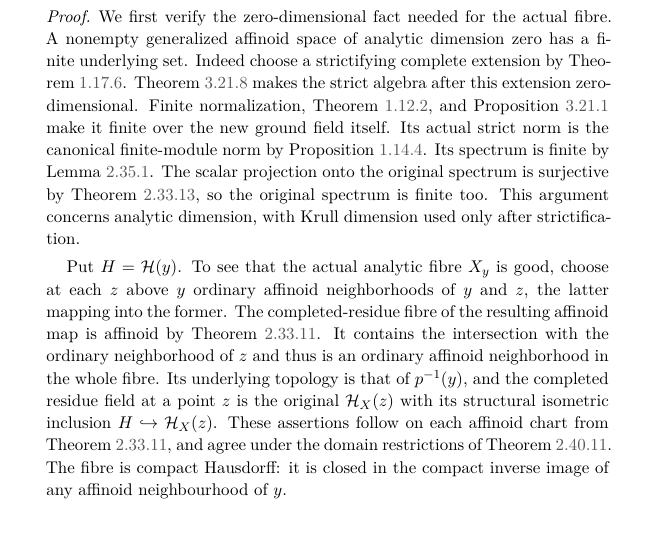 Proof. We first verify the zero-dimensional fact needed for the actual fibre.
A nonempty generalized affinoid space of analytic dimension zero has a fi-
nite underlying set. Indeed choose a strictifying complete extension by Theo-
rem 1.17.6. Theorem 3.21.8 makes the strict algebra after this extension zero-
dimensional. Finite normalization, Theorem 1.12.2, and Proposition 3.21.1
make it finite over the new ground field itself. Its actual strict norm is the
canonical finite-module norm by Proposition 1.14.4. Its spectrum is finite by
Lemma 2.35.1. The scalar projection onto the original spectrum is surjective
by Theorem 2.33.13, so the original spectrum is finite too. This argument
concerns analytic dimension, with Krull dimension used only after strictifica-
tion.
Put H = ℋ(y). To see that the actual analytic fibre X_y is good, choose
at each z above y ordinary affinoid neighborhoods of y and z, the latter
mapping into the former. The completed-residue fibre of the resulting affinoid
map is affinoid by Theorem 2.33.11. It contains the intersection with the
ordinary neighborhood of z and thus is an ordinary affinoid neighborhood in
the whole fibre. Its underlying topology is that of p⁻¹(y), and the completed
residue field at a point z is the original ℋ_X(z) with its structural isometric
inclusion H ↪ ℋ_X(z). These assertions follow on each affinoid chart from
Theorem 2.33.11, and agree under the domain restrictions of Theorem 2.40.11.
The fibre is compact Hausdorff: it is closed in the compact inverse image of
any affinoid neighbourhood of y.